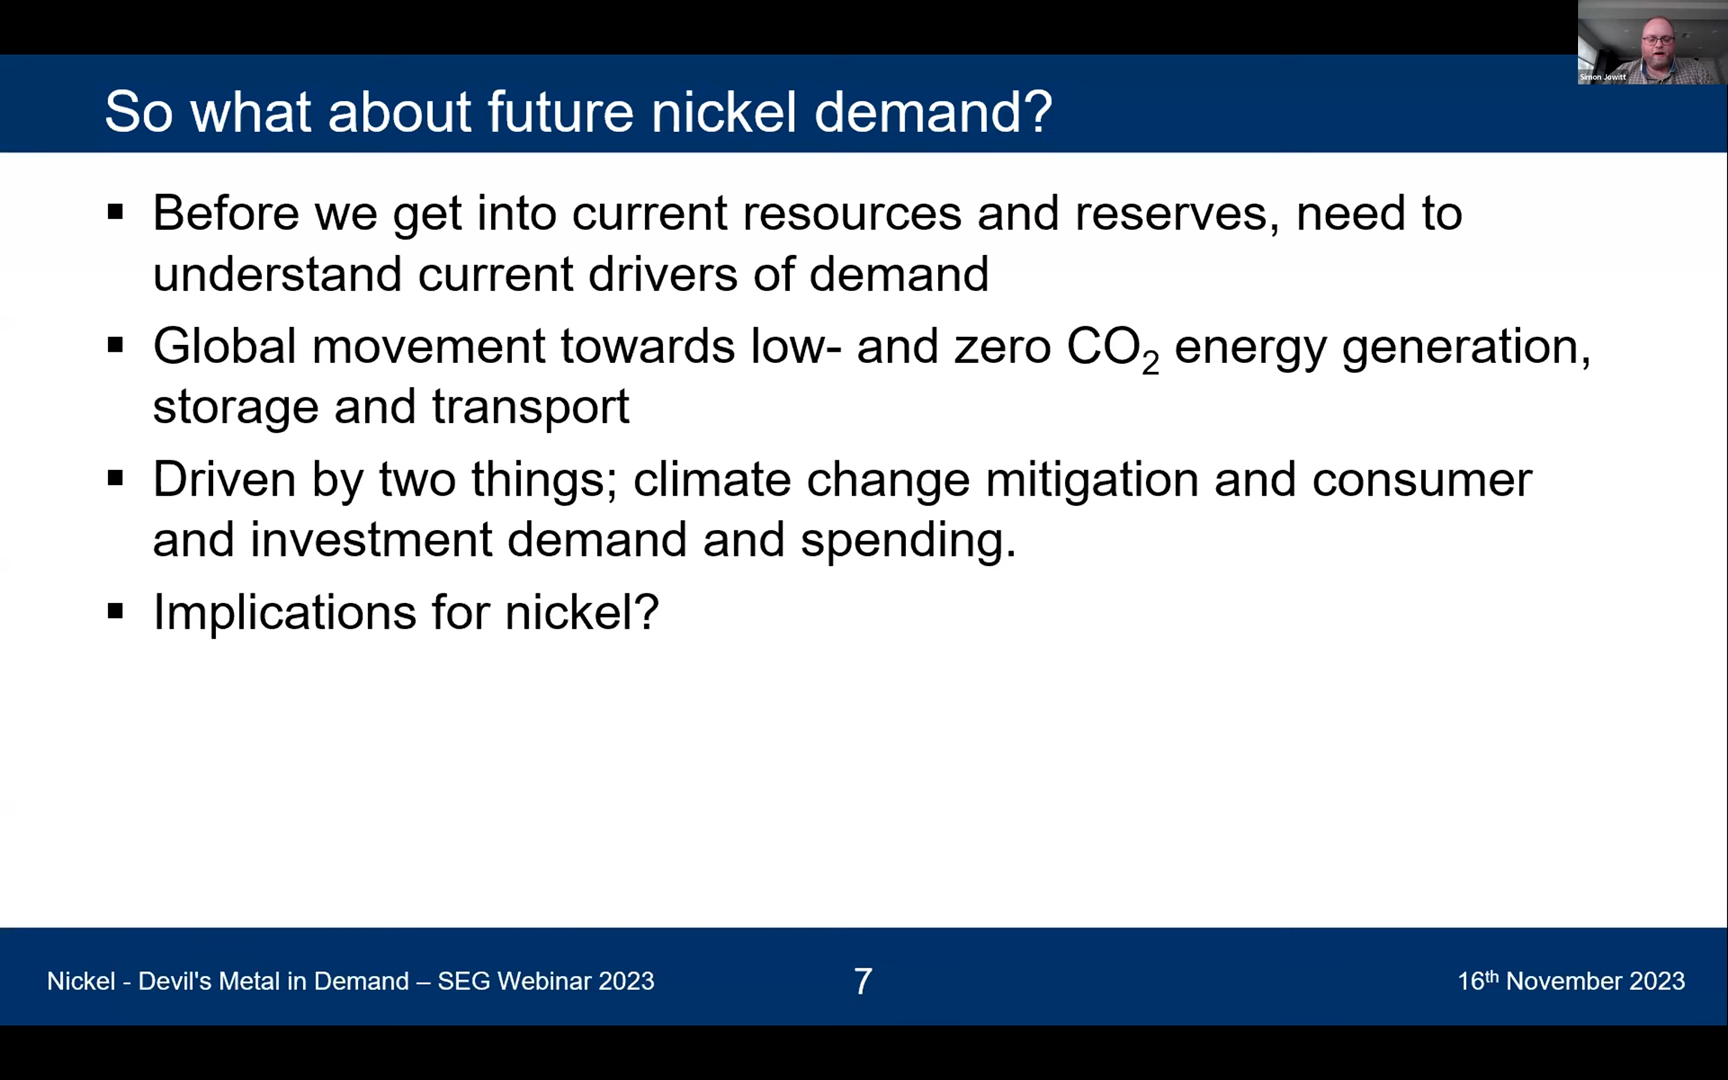 Simon Jowitt
So what about future nickel demand?
▪ Before we get into current resources and reserves, need to
understand current drivers of demand
▪ Global movement towards low- and zero CO₂ energy generation,
storage and transport
▪ Driven by two things; climate change mitigation and consumer
and investment demand and spending.
▪ Implications for nickel?
Nickel - Devil's Metal in Demand – SEG Webinar 2023
7
16th November 2023